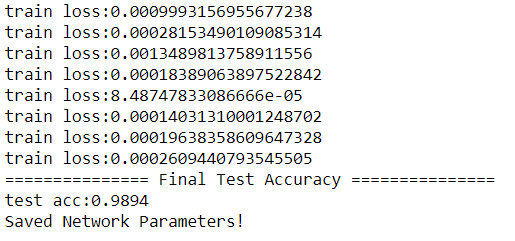 train loss:0.0009993156955677238
train loss:0.00028153490109085314
train loss:0.0013489813758911556
train loss:0.00018389063897522842
train loss:8.48747833086666e-05
train loss:0.00014031310001248702
train loss:0.00019638358609647328
train loss:0.0002609440793545505
=============== Final Test Accuracy ===============
test acc:0.9894
Saved Network Parameters!